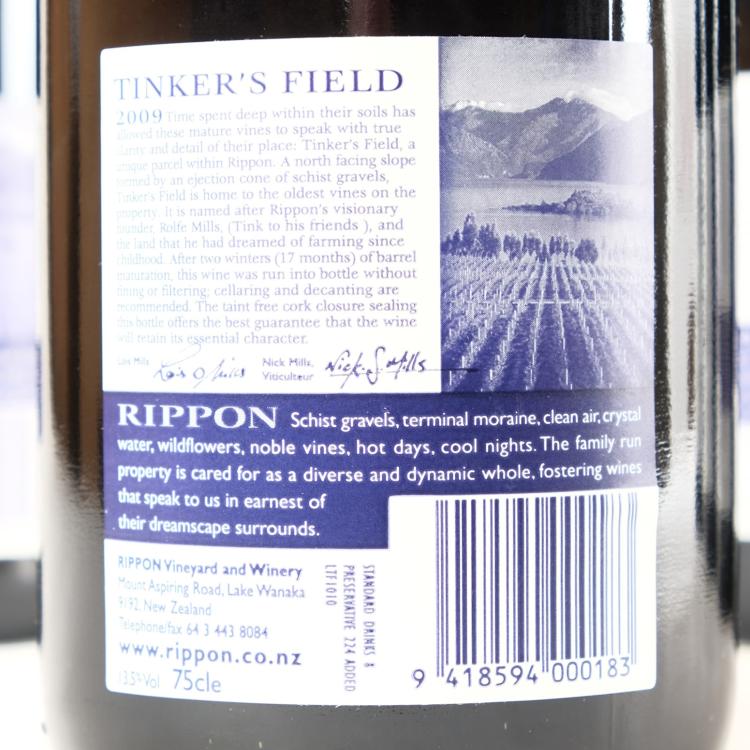 TINKER'S FIELD
2009 Time spent deep within their soils has
allowed these mature vines to speak with true
clarity and detail of their place: Tinker's Field, a
unique parcel within Rippon. A north facing slope
formed by an ejection cone of schist gravels,
Tinker's Field is home to the oldest vines on the
property. It is named after Rippon's visionary
founder, Rolfe Mills, (Tink to his friends ), and
the land that he had dreamed of farming since
childhood. After two winters (17 months) of barrel
maturation, this wine was run into bottle without
fining or filtering; cellaring and decanting are
recommended. The taint free cork closure sealing
this bottle offers the best guarantee that the wine
will retain its essential character.
Lois Mills Lois Mills Nick Mills, Nick S Mills
Viticulteur
RIPPON Schist gravels, terminal moraine, clean air, crystal
water, wildflowers, noble vines, hot days, cool nights. The family run
property is cared for as a diverse and dynamic whole, fostering wines
that speak to us in earnest of
their dreamscape surrounds.
RIPPON Vineyard and Winery
Mount Aspiring Road, Lake Wanaka
9192, New Zealand
Telephone/fax 64 3 443 8084
www.rippon.co.nz
13.5%Vol 75cle
STANDARD DRINKS 8
PRESERVATIVE 224 ADDED
LTF1010
9 418594 000183